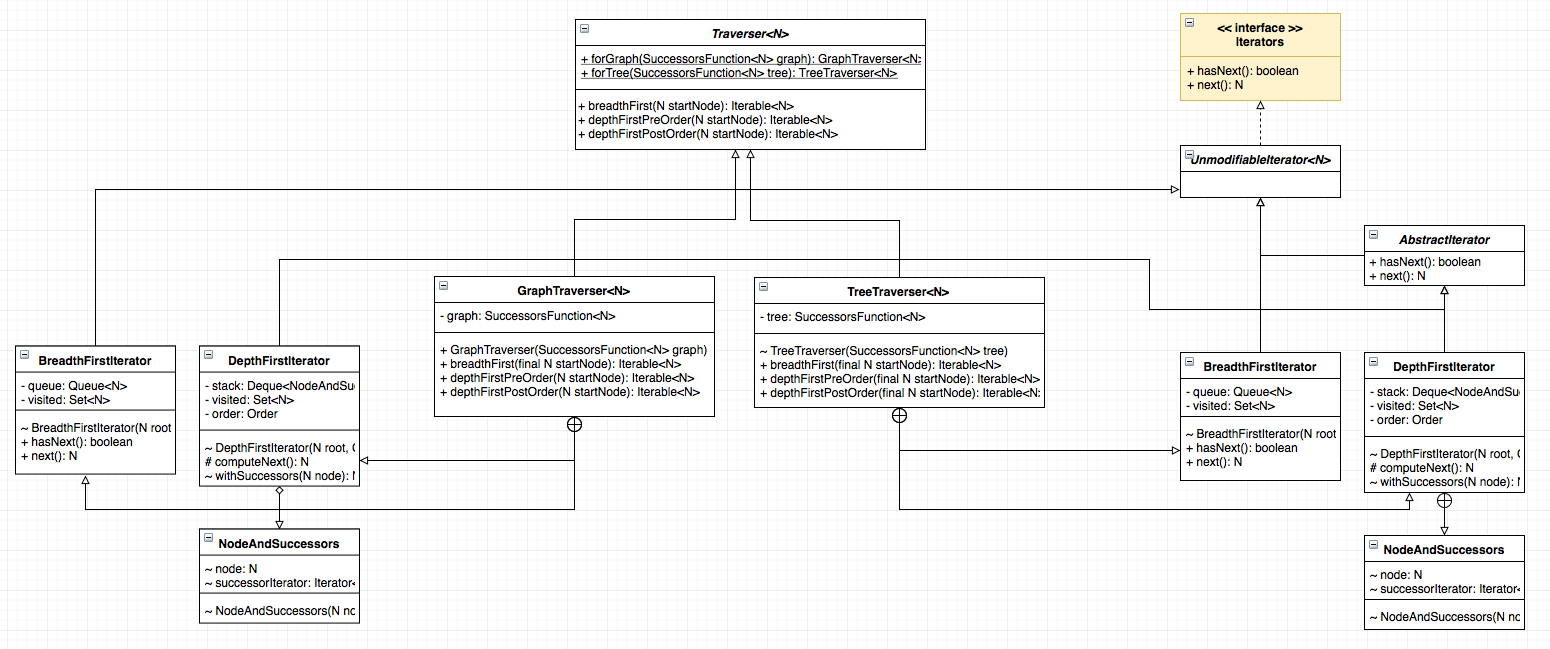 Traverser<N>
+ forGraph(SuccessorsFunction<N> graph): GraphTraverser<N>
+ forTree(SuccessorsFunction<N> tree): TreeTraverser<N>
+ breadthFirst(N startNode): Iterable<N>
+ depthFirstPreOrder(N startNode): Iterable<N>
+ depthFirstPostOrder(N startNode): Iterable<N>
<< interface >>
Iterators
+ hasNext(): boolean
+ next(): N
UnmodifiableIterator<N>
AbstractIterator
+ hasNext(): boolean
+ next(): N
GraphTraverser<N>
- graph: SuccessorsFunction<N>
+ GraphTraverser(SuccessorsFunction<N> graph)
+ breadthFirst(final N startNode): Iterable<N>
+ depthFirstPreOrder(N startNode): Iterable<N>
+ depthFirstPostOrder(N startNode): Iterable<N>
TreeTraverser<N>
- tree: SuccessorsFunction<N>
~ TreeTraverser(SuccessorsFunction<N> tree)
+ breadthFirst(final N startNode): Iterable<N>
+ depthFirstPreOrder(final N startNode): Iterable<N>
+ depthFirstPostOrder(final N startNode): Iterable<N
BreadthFirstIterator
- queue: Queue<N>
- visited: Set<N>
~ BreadthFirstIterator(N root
+ hasNext(): boolean
+ next(): N
DepthFirstIterator
- stack: Deque<NodeAndSu
- visited: Set<N>
- order: Order
~ DepthFirstIterator(N root,
# computeNext(): N
~ withSuccessors(N node):
BreadthFirstIterator
- queue: Queue<N>
- visited: Set<N>
~ BreadthFirstIterator(N root
+ hasNext(): boolean
+ next(): N
DepthFirstIterator
- stack: Deque<NodeAndSu
- visited: Set<N>
- order: Order
~ DepthFirstIterator(N root,
# computeNext(): N
~ withSuccessors(N node):
NodeAndSuccessors
~ node: N
~ successorIterator: Iterator<
~ NodeAndSuccessors(N no
NodeAndSuccessors
~ node: N
~ successorIterator: Iterator<
~ NodeAndSuccessors(N no